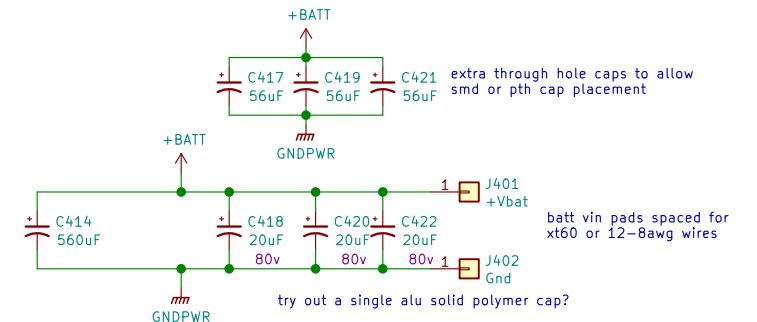 +BATT
+ C417 + C419 + C421
56uF 56uF 56uF
extra through hole caps to allow
smd or pth cap placement
GNDPWR
+BATT
1 J401
+Vbat
+ C414 + C418 + C420 + C422
560uF 20uF 20uF 20uF
80v 80v 80v
batt vin pads spaced for
xt60 or 12-8awg wires
1 J402
Gnd
GNDPWR
try out a single alu solid polymer cap?